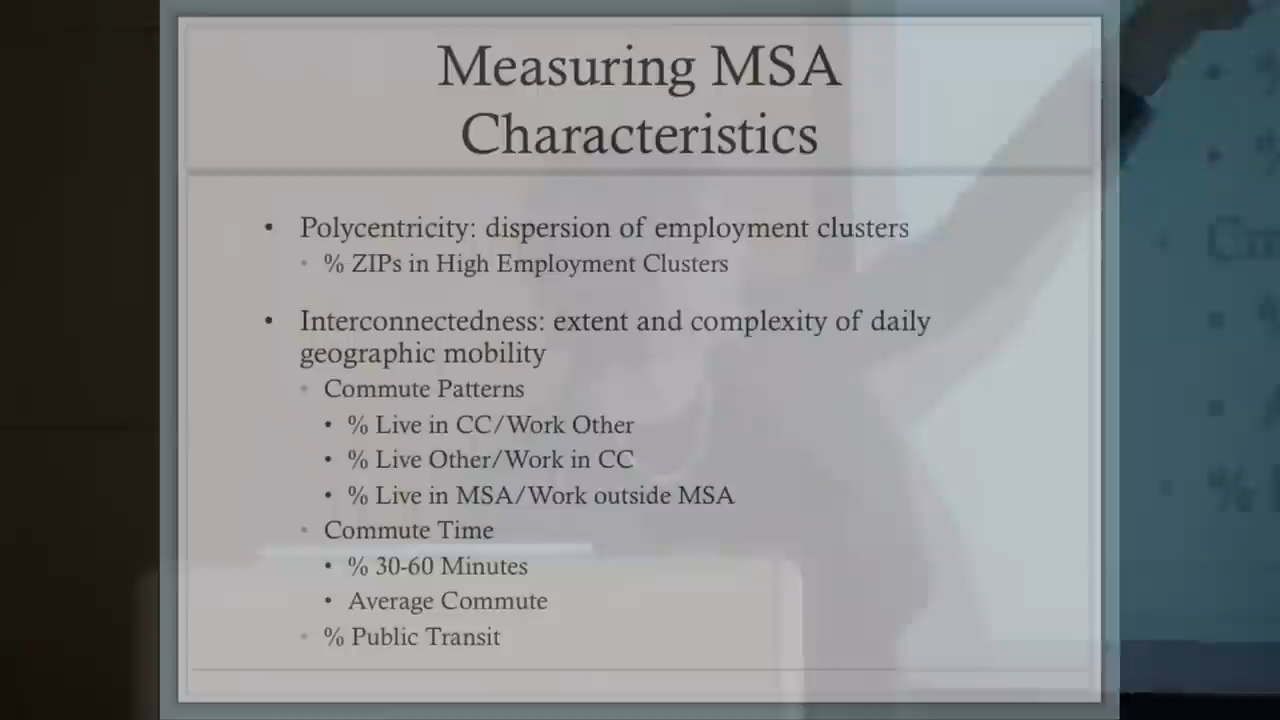 Measuring MSA
Characteristics
• Polycentricity: dispersion of employment clusters
• % ZIPs in High Employment Clusters
• Interconnectedness: extent and complexity of daily
geographic mobility
• Commute Patterns
• % Live in CC/Work Other
• % Live Other/Work in CC
• % Live in MSA/Work outside MSA
• Commute Time
• % 30-60 Minutes
• Average Commute
• % Public Transit